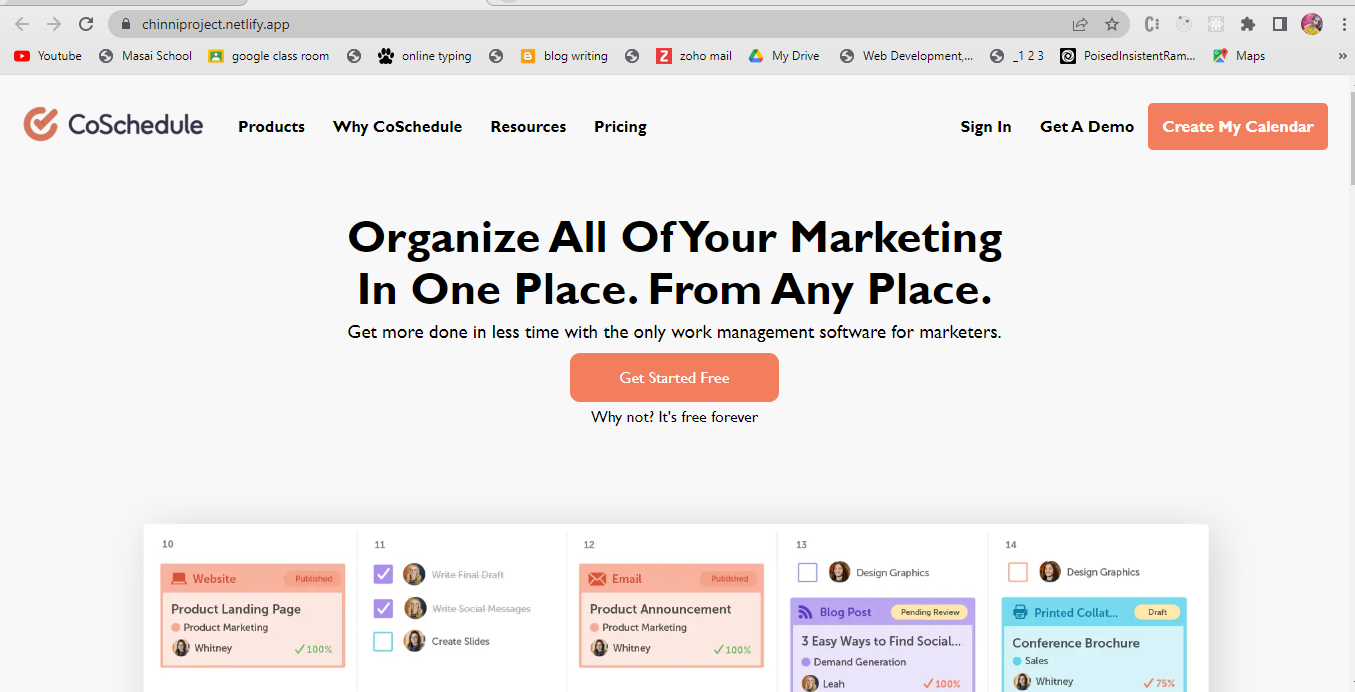 chinniproject.netlify.app
Youtube Masai School google class room online typing blog writing zoho mail My Drive Web Development,... _1 2 3 PoisedInsistentRam... Maps »
CoSchedule Products Why CoSchedule Resources Pricing Sign In Get A Demo Create My Calendar
Organize All Of Your Marketing
In One Place. From Any Place.
Get more done in less time with the only work management software for marketers.
Get Started Free
Why not? It's free forever
10
Website Published
Product Landing Page
Product Marketing
Whitney 100%
11
Write Final Draft
Write Social Messages
Create Slides
12
Email Published
Product Announcement
Product Marketing
Whitney 100%
13
Design Graphics
Blog Post Pending Review
3 Easy Ways to Find Social...
Demand Generation
Leah 100%
14
Design Graphics
Printed Collat... Draft
Conference Brochure
Sales
Whitney 75%